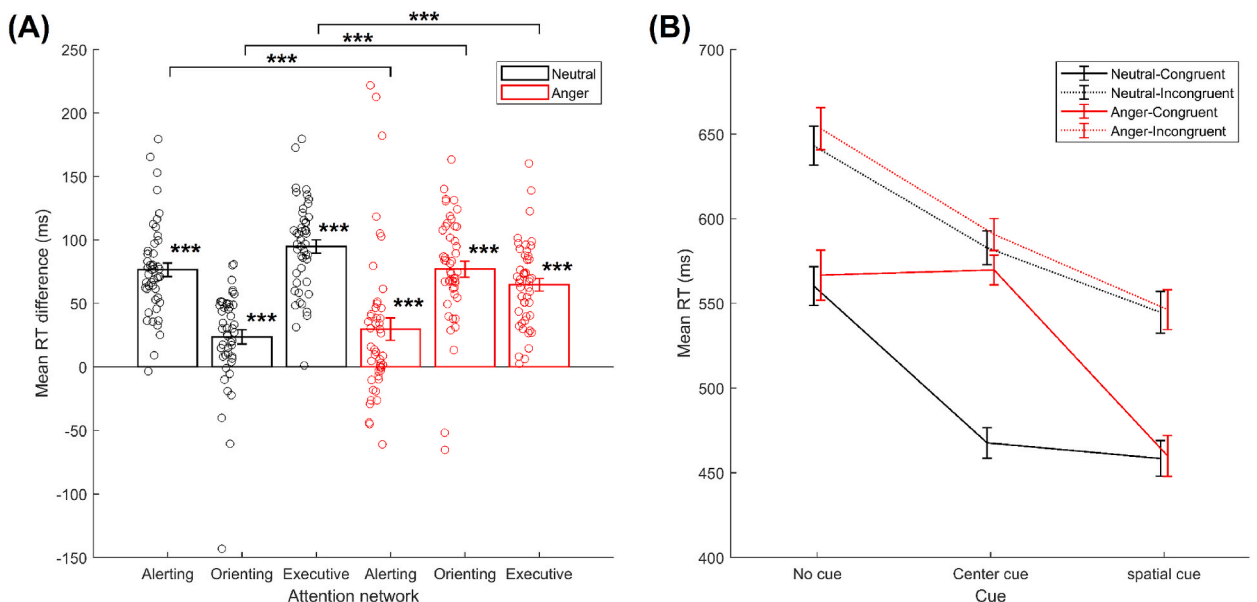 (A)
***
***
***
250
200
150
100
50
0
-50
-100
-150
Mean RT difference (ms)
Neutral
Anger
***
***
***
***
***
***
Alerting Orienting Executive Alerting Orienting Executive
Attention network
(B)
700
650
600
550
500
450
400
Mean RT (ms)
Neutral-Congruent
Neutral-Incongruent
Anger-Congruent
Anger-Incongruent
No cue Center cue spatial cue
Cue